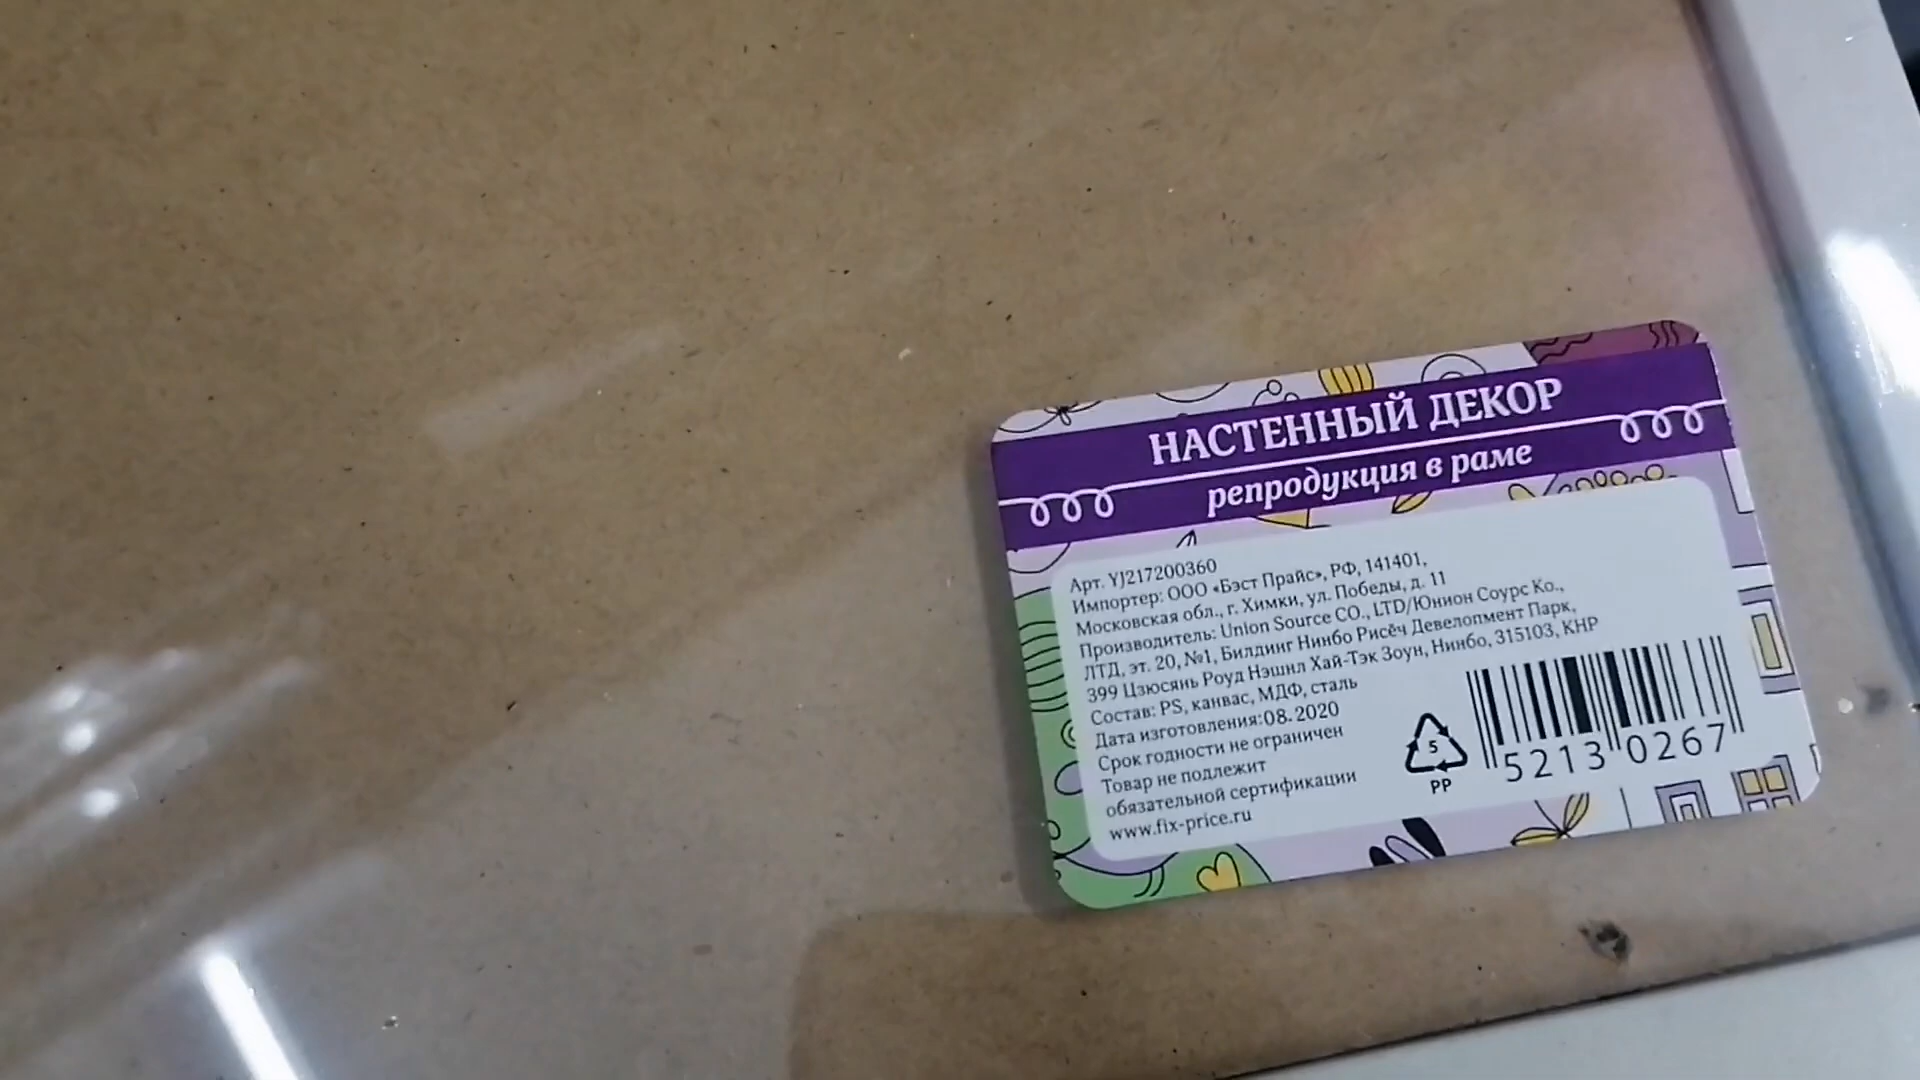 НАСТЕННЫЙ ДЕКОР
репродукция в раме
Арт. YJ217200360
Импортер: ООО «Бэст Прайс», РФ, 141401,
Московская обл., г. Химки, ул. Победы, д. 11
Производитель: Union Source CO., LTD/Юнион Соурс Ко.,
ЛТД, эт. 20, №1, Билдинг Нинбо Рисёч Девелопмент Парк,
399 Цзюсянь Роуд Нэшнл Хай-Тэк Зоун, Нинбо, 315103, КНР
Состав: PS, канвас, МДФ, сталь
Дата изготовления:08.2020
Срок годности не ограничен
Товар не подлежит
обязательной сертификации
www.fix-price.ru
5
PP
5213 0267